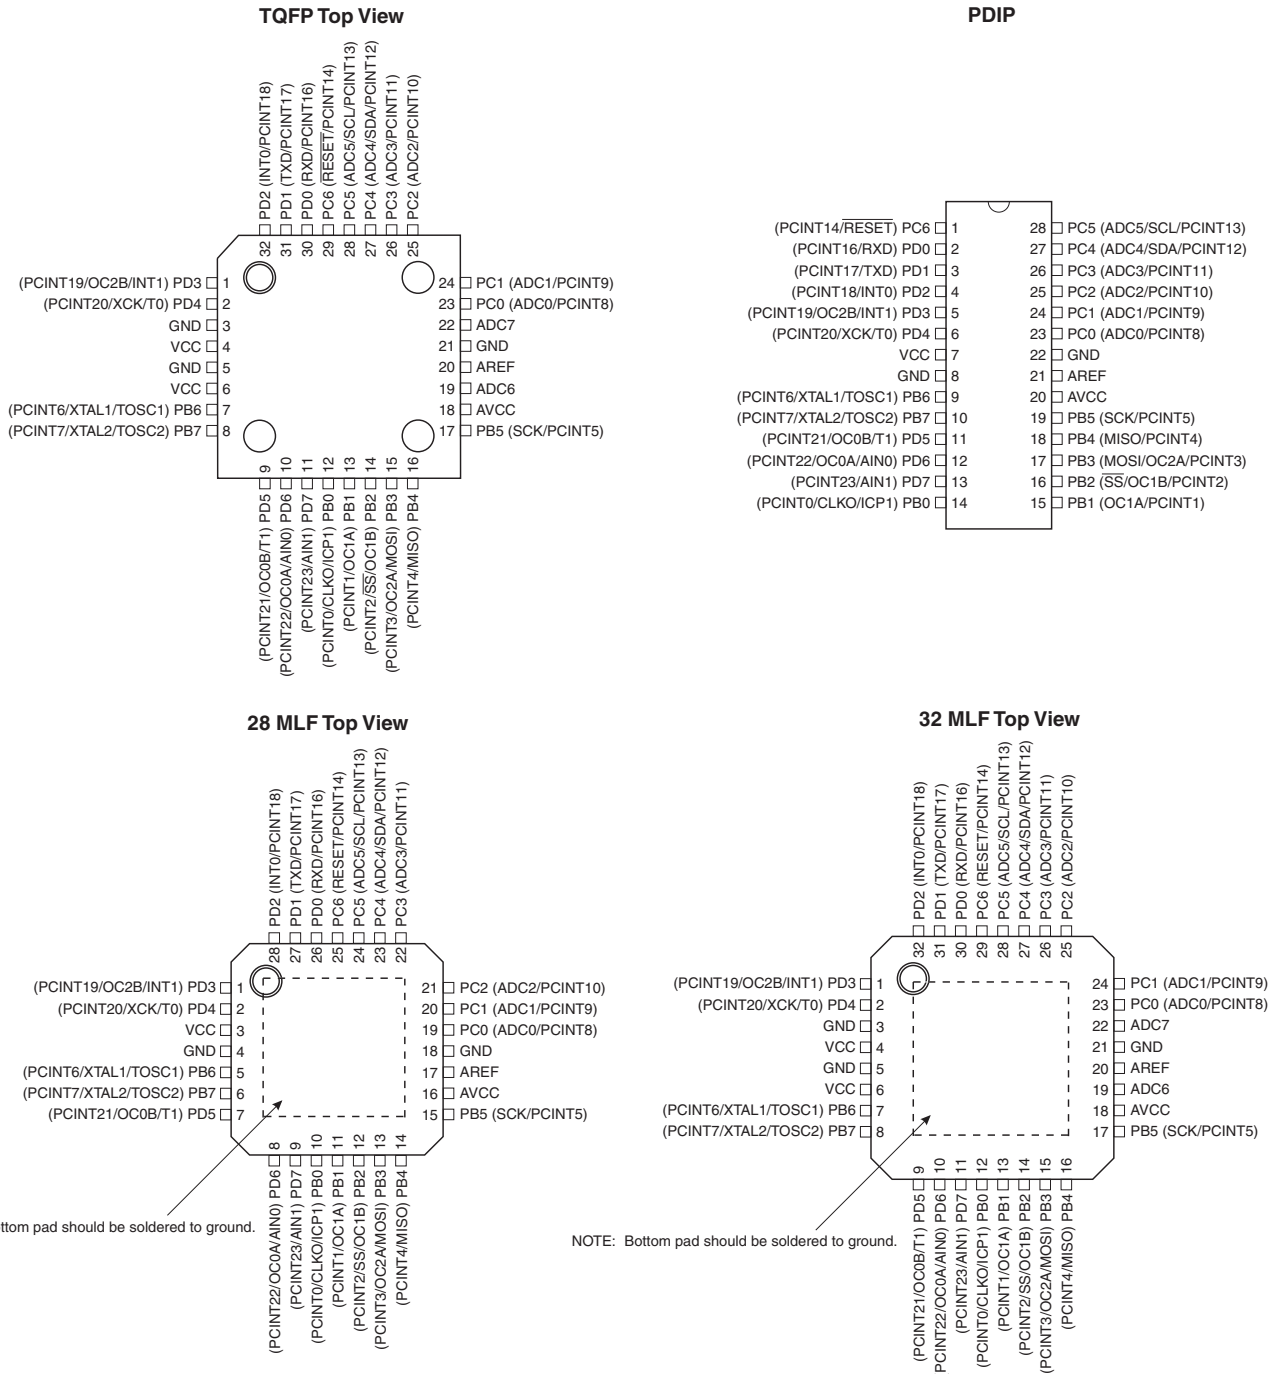 TQFP Top View
PD2 (INT0/PCINT18)
PD1 (TXD/PCINT17)
PD0 (RXD/PCINT16)
PC6 (RESET/PCINT14)
PC5 (ADC5/SCL/PCINT13)
PC4 (ADC4/SDA/PCINT12)
PC3 (ADC3/PCINT11)
PC2 (ADC2/PCINT10)
32 31 30 29 28 27 26 25
(PCINT19/OC2B/INT1) PD3 1
(PCINT20/XCK/T0) PD4 2
GND 3
VCC 4
GND 5
VCC 6
(PCINT6/XTAL1/TOSC1) PB6 7
(PCINT7/XTAL2/TOSC2) PB7 8
24 PC1 (ADC1/PCINT9)
23 PC0 (ADC0/PCINT8)
22 ADC7
21 GND
20 AREF
19 ADC6
18 AVCC
17 PB5 (SCK/PCINT5)
9 10 11 12 13 14 15 16
(PCINT21/OC0B/T1) PD5
(PCINT22/OC0A/AIN0) PD6
(PCINT23/AIN1) PD7
(PCINT0/CLKO/ICP1) PB0
(PCINT1/OC1A) PB1
(PCINT2/SS/OC1B) PB2
(PCINT3/OC2A/MOSI) PB3
(PCINT4/MISO) PB4
PDIP
(PCINT14/RESET) PC6 1
(PCINT16/RXD) PD0 2
(PCINT17/TXD) PD1 3
(PCINT18/INT0) PD2 4
(PCINT19/OC2B/INT1) PD3 5
(PCINT20/XCK/T0) PD4 6
VCC 7
GND 8
(PCINT6/XTAL1/TOSC1) PB6 9
(PCINT7/XTAL2/TOSC2) PB7 10
(PCINT21/OC0B/T1) PD5 11
(PCINT22/OC0A/AIN0) PD6 12
(PCINT23/AIN1) PD7 13
(PCINT0/CLKO/ICP1) PB0 14
28 PC5 (ADC5/SCL/PCINT13)
27 PC4 (ADC4/SDA/PCINT12)
26 PC3 (ADC3/PCINT11)
25 PC2 (ADC2/PCINT10)
24 PC1 (ADC1/PCINT9)
23 PC0 (ADC0/PCINT8)
22 GND
21 AREF
20 AVCC
19 PB5 (SCK/PCINT5)
18 PB4 (MISO/PCINT4)
17 PB3 (MOSI/OC2A/PCINT3)
16 PB2 (SS/OC1B/PCINT2)
15 PB1 (OC1A/PCINT1)
28 MLF Top View
PD2 (INT0/PCINT18)
PD1 (TXD/PCINT17)
PD0 (RXD/PCINT16)
PC6 (RESET/PCINT14)
PC5 (ADC5/SCL/PCINT13)
PC4 (ADC4/SDA/PCINT12)
PC3 (ADC3/PCINT11)
28 27 26 25 24 23 22
(PCINT19/OC2B/INT1) PD3 1
(PCINT20/XCK/T0) PD4 2
VCC 3
GND 4
(PCINT6/XTAL1/TOSC1) PB6 5
(PCINT7/XTAL2/TOSC2) PB7 6
(PCINT21/OC0B/T1) PD5 7
21 PC2 (ADC2/PCINT10)
20 PC1 (ADC1/PCINT9)
19 PC0 (ADC0/PCINT8)
18 GND
17 AREF
16 AVCC
15 PB5 (SCK/PCINT5)
8 9 10 11 12 13 14
(PCINT22/OC0A/AIN0) PD6
(PCINT23/AIN1) PD7
(PCINT0/CLKO/ICP1) PB0
(PCINT1/OC1A) PB1
(PCINT2/SS/OC1B) PB2
(PCINT3/OC2A/MOSI) PB3
(PCINT4/MISO) PB4
pad should be soldered to ground.
32 MLF Top View
PD2 (INT0/PCINT18)
PD1 (TXD/PCINT17)
PD0 (RXD/PCINT16)
PC6 (RESET/PCINT14)
PC5 (ADC5/SCL/PCINT13)
PC4 (ADC4/SDA/PCINT12)
PC3 (ADC3/PCINT11)
PC2 (ADC2/PCINT10)
32 31 30 29 28 27 26 25
(PCINT19/OC2B/INT1) PD3 1
(PCINT20/XCK/T0) PD4 2
GND 3
VCC 4
GND 5
VCC 6
(PCINT6/XTAL1/TOSC1) PB6 7
(PCINT7/XTAL2/TOSC2) PB7 8
24 PC1 (ADC1/PCINT9)
23 PC0 (ADC0/PCINT8)
22 ADC7
21 GND
20 AREF
19 ADC6
18 AVCC
17 PB5 (SCK/PCINT5)
9 10 11 12 13 14 15 16
(PCINT21/OC0B/T1) PD5
PCINT22/OC0A/AIN0) PD6
(PCINT23/AIN1) PD7
(PCINT0/CLKO/ICP1) PB0
(PCINT1/OC1A) PB1
(PCINT2/SS/OC1B) PB2
(PCINT3/OC2A/MOSI) PB3
(PCINT4/MISO) PB4
NOTE: Bottom pad should be soldered to ground.